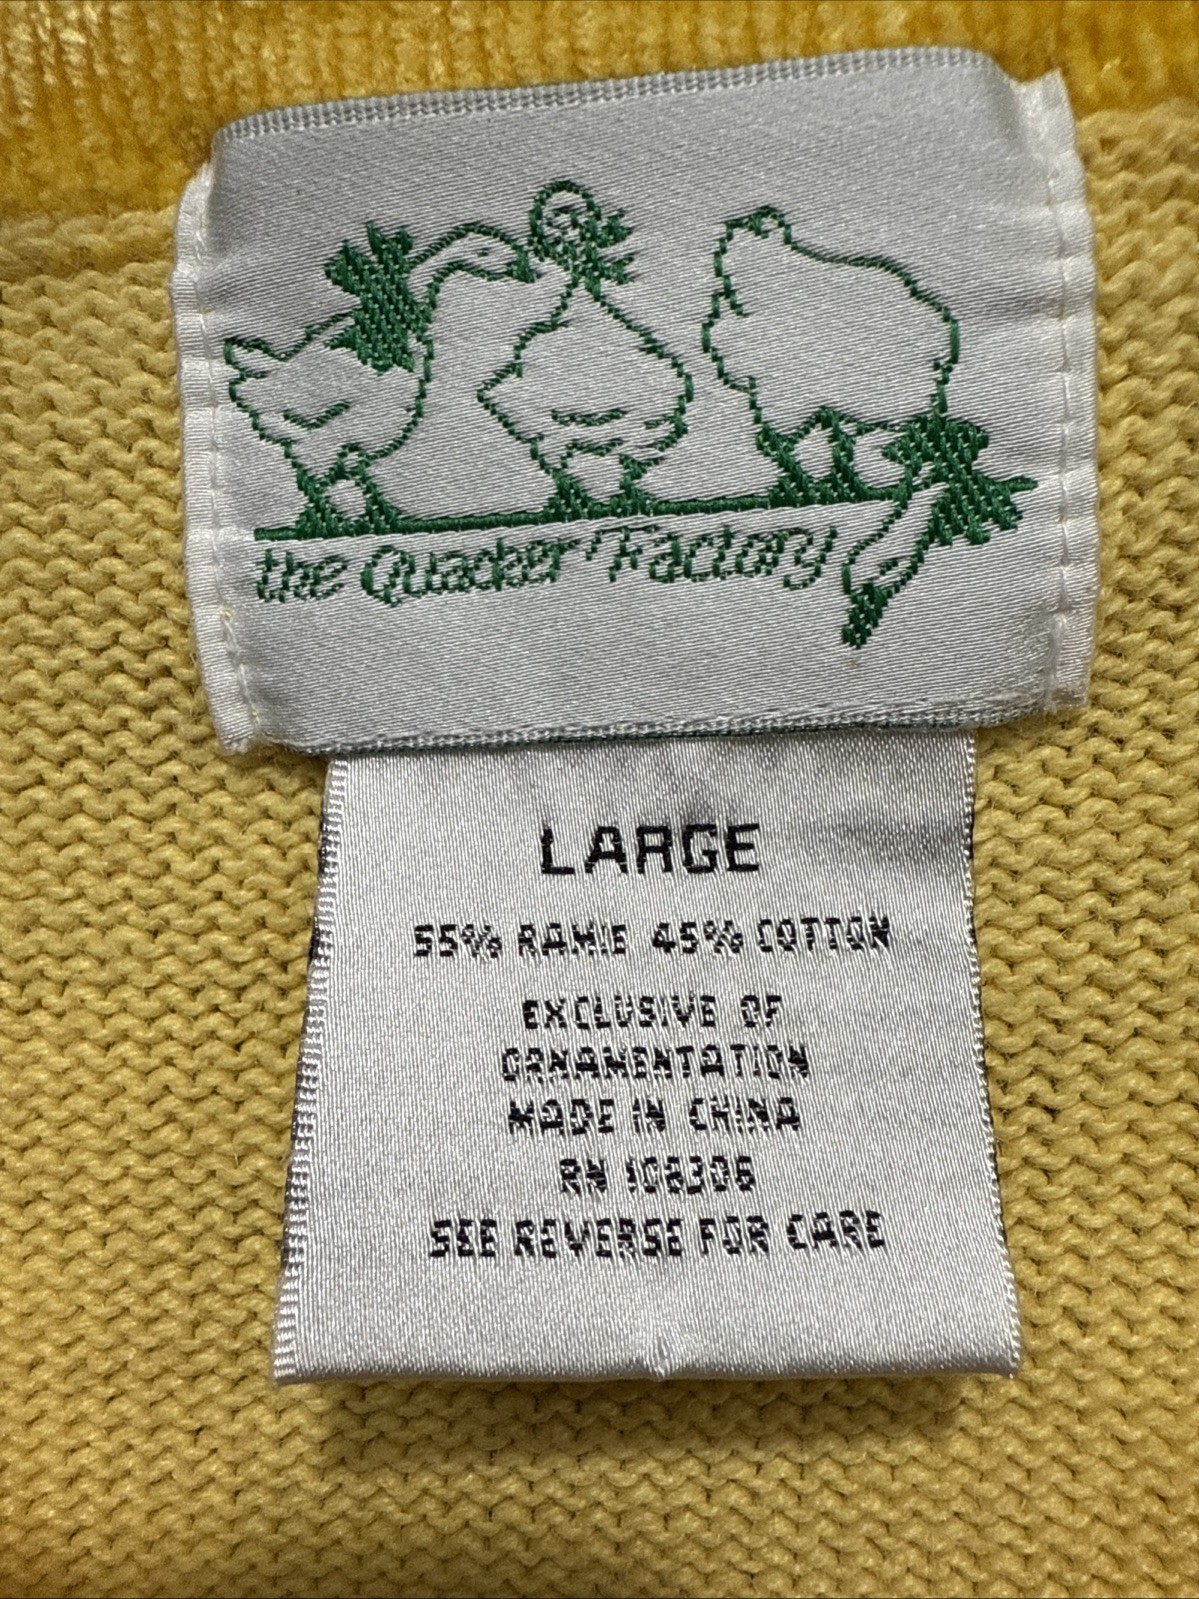 the Quacker Factory
LARGE
55% RAMIE 45% COTTON
EXCLUSIVE OF
ORNAMENTATION
MADE IN CHINA
RN 108306
SEE REVERSE FOR CARE